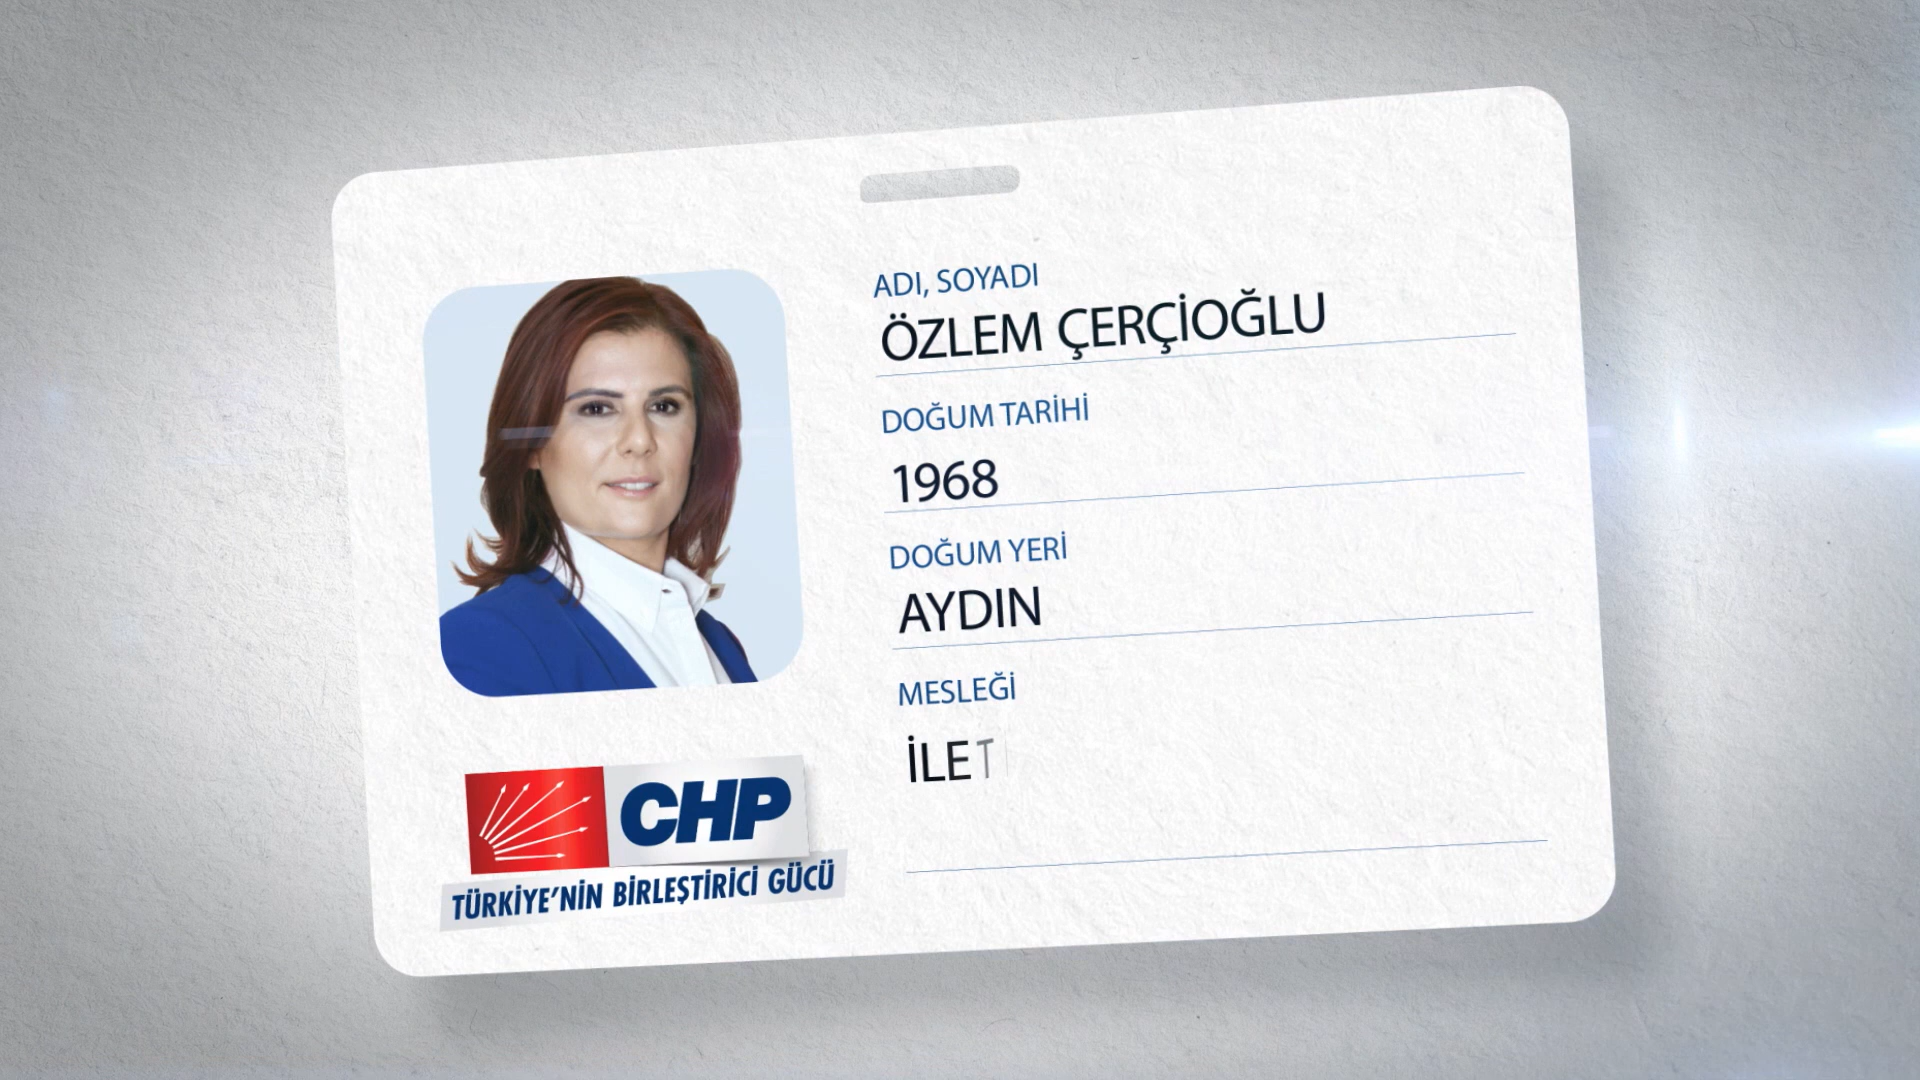 ADI, SOYADI
ÖZLEM ÇERÇİOĞLU
DOĞUM TARİHİ
1968
DOĞUM YERİ
AYDIN
MESLEĞİ
İLET
CHP
TÜRKİYE'NİN BİRLEŞTİRİCİ GÜCÜ